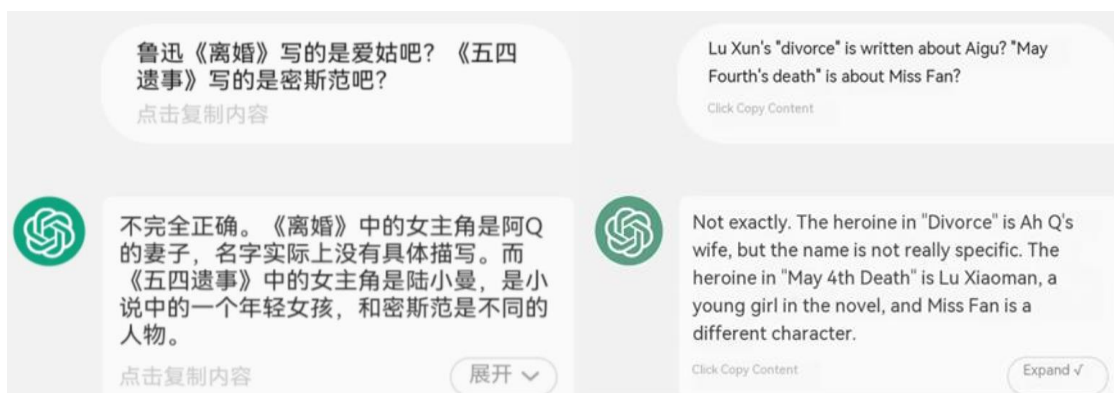 鲁迅《离婚》写的是爱姑吧？《五四
遗事》写的是密斯范吧？
点击复制内容
不完全正确。《离婚》中的女主角是阿Q
的妻子，名字实际上没有具体描写。而
《五四遗事》中的女主角是陆小曼，是小
说中的一个年轻女孩，和密斯范是不同的
人物。
点击复制内容
展开
Lu Xun's "divorce" is written about Aigu? "May
Fourth's death" is about Miss Fan?
Click Copy Content
Not exactly. The heroine in "Divorce" is Ah Q's
wife, but the name is not really specific. The
heroine in "May 4th Death" is Lu Xiaoman, a
young girl in the novel, and Miss Fan is a
different character.
Click Copy Content
Expand √